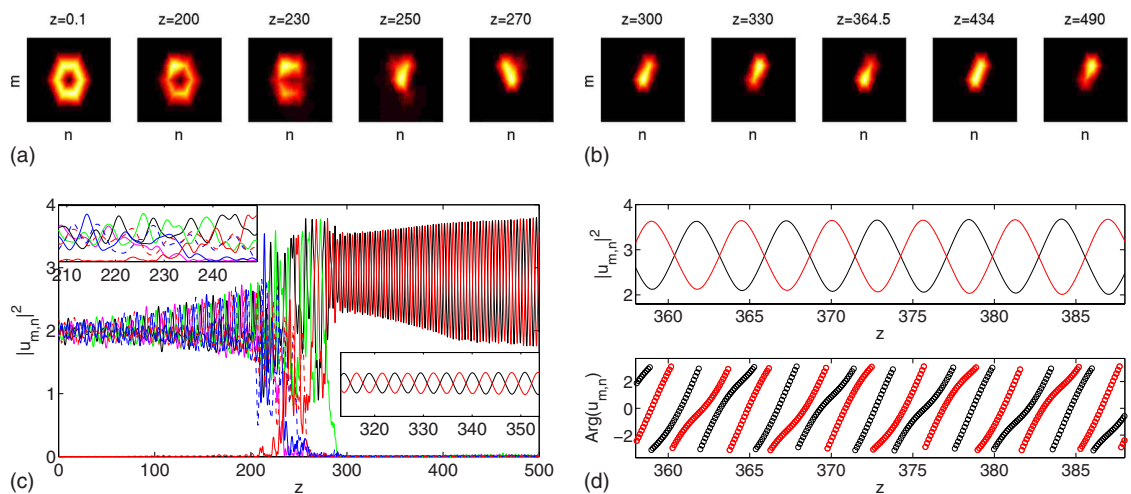 z=0.1 z=200 z=230 z=250 z=270
m
n n n n n
(a)
z=300 z=330 z=364.5 z=434 z=490
m
n n n n n
(b)
4
3
2
1
0
|u_{m,n}|^2
210 220 230 240
320 330 340 350
0 100 200 300 400 500
z
(c)
4
3
2
|u_{m,n}|^2
360 365 370 375 380 385
z
2
0
−2
Arg(u_{m,n})
360 365 370 375 380 385
z
(d)